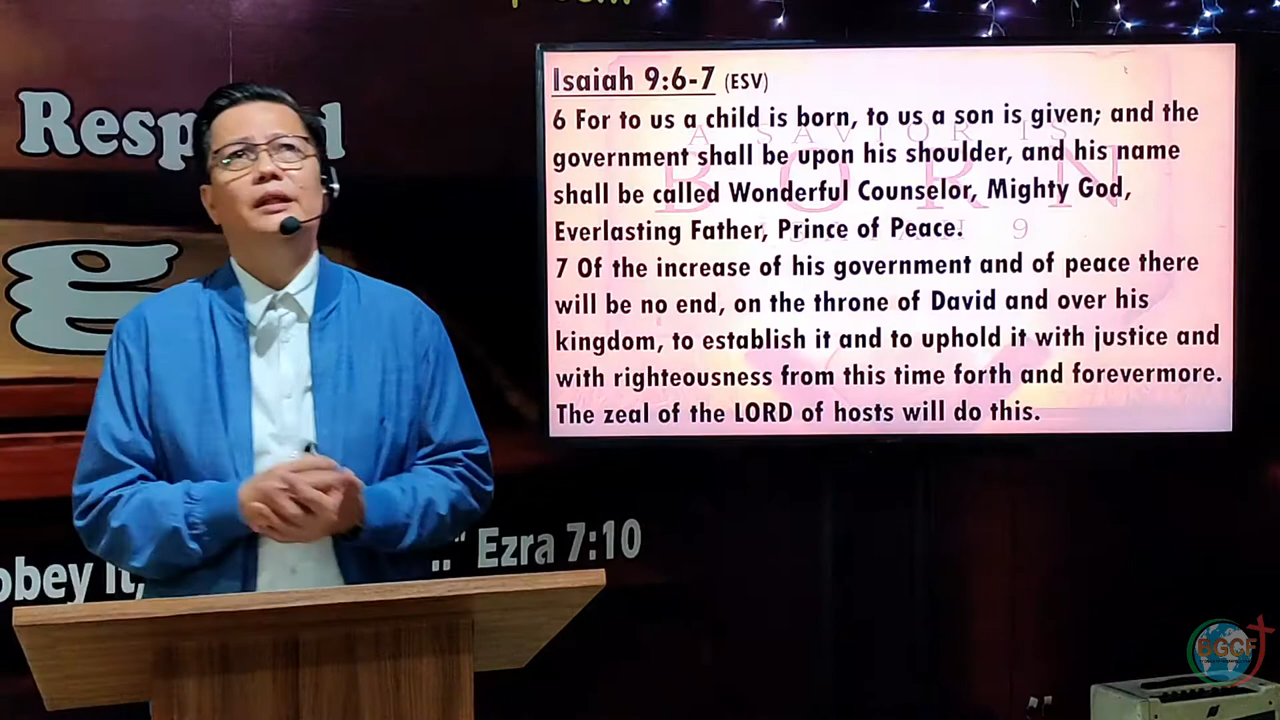 Resp d
g
Isaiah 9:6-7 (ESV)
6 For to us a child is born, to us a son is given; and the
government shall be upon his shoulder, and his name
shall be called Wonderful Counselor, Mighty God,
Everlasting Father, Prince of Peace.
7 Of the increase of his government and of peace there
will be no end, on the throne of David and over his
kingdom, to establish it and to uphold it with justice and
with righteousness from this time forth and forevermore.
The zeal of the LORD of hosts will do this.
A SAVIOR IS
BORN
ISAIAH 9
obey it, .." Ezra 7:10
BGCF